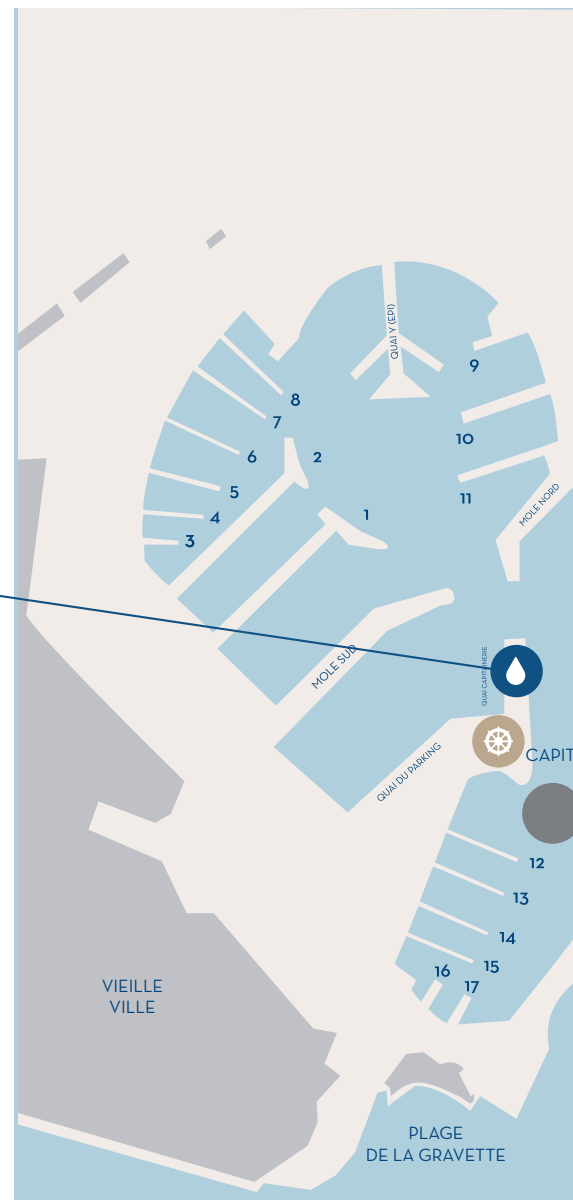 QUAI Y (EPI)
9
8
7
10
6
2
5
11
1
4
MOLE NORD
3
MOLE SUD
QUAI CAPITAINERIE
CAPIT
QUAI DU PARKING
12
13
14
15
16
17
VIEILLE
VILLE
PLAGE
DE LA GRAVETTE